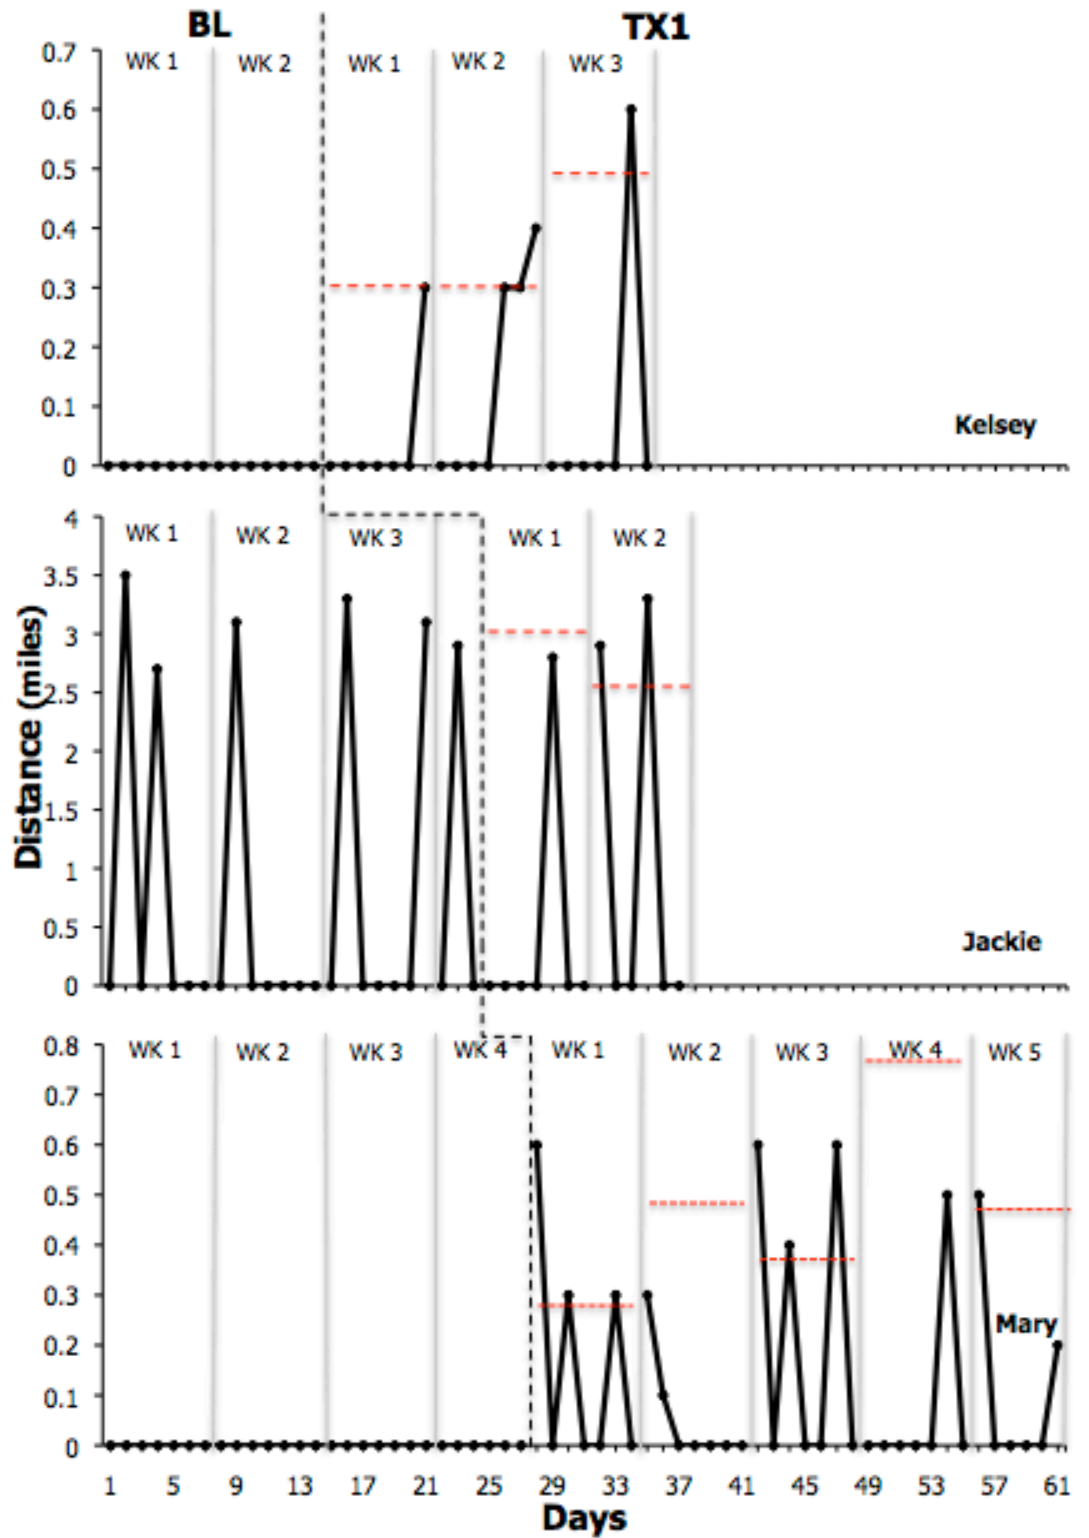 BL TX1
WK 1 WK 2 WK 1 WK 2 WK 3
0.7
0.6
0.5
0.4
0.3
0.2
0.1
0
Kelsey
WK 1 WK 2 WK 3 WK 1 WK 2
4
3.5
3
2.5
2
1.5
1
0.5
0
Jackie
Distance (miles)
WK 1 WK 2 WK 3 WK 4 WK 1 WK 2 WK 3 WK 4 WK 5
0.8
0.7
0.6
0.5
0.4
0.3
0.2
0.1
0
Mary
1 5 9 13 17 21 25 29 33 37 41 45 49 53 57 61
Days